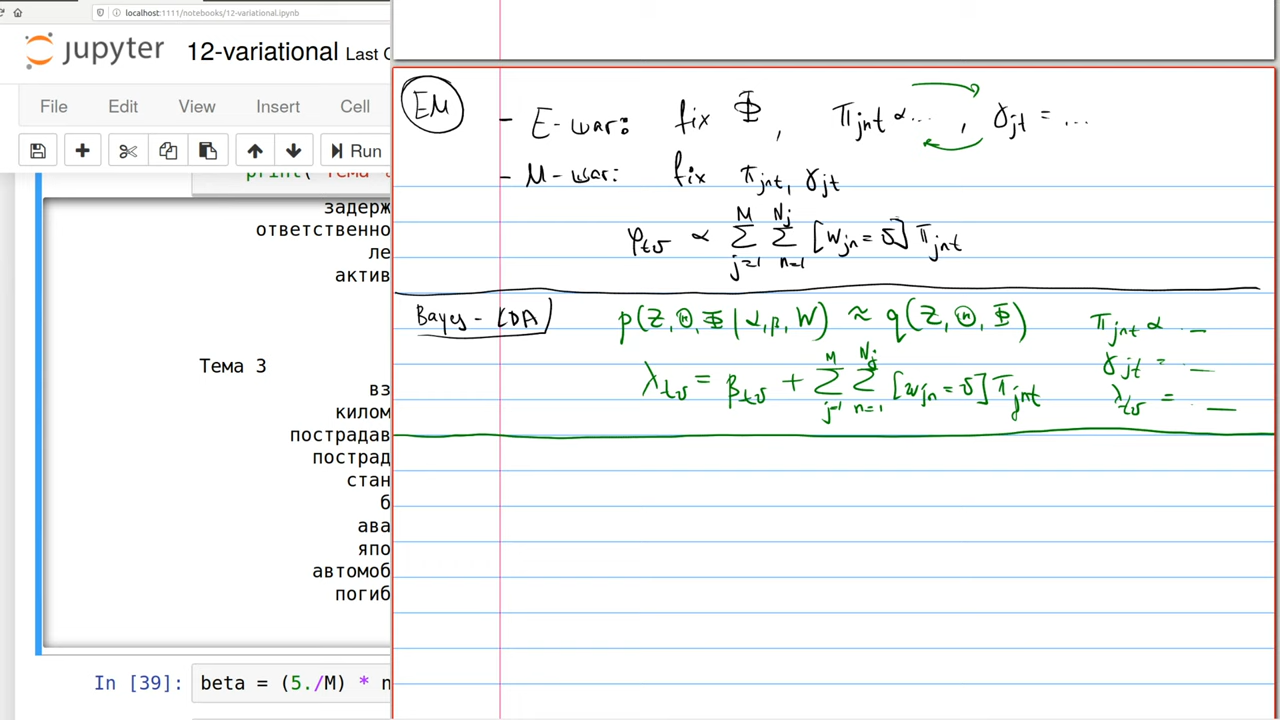 localhost:1111/notebooks/12-variational.ipynb
jupyter 12-variational Last C
File Edit View Insert Cell
Run
print("Тема
задерж
ответственно
ле
актив
Тема 3
вз
килом
пострадав
пострад
стан
б
ава
япо
автомоб
погиб
In [39]: beta = (5./M) * n
EM
- E-шаг: fix Φ, π_jnt ∝ ..., γ_jt = ...
- M-шаг: fix π_jnt, γ_jt
φ_tv ∝ Σ_{j=1}^{M} Σ_{n=1}^{N_j} [w_jn = v] π_jnt
Bayes-LDA p(Z, Θ, Φ | α, β, W) ≈ q(Z, Θ, Φ) π_jnt ∝ ...
γ_jt = ...
λ_tv = β_tv + Σ_{j=1}^{M} Σ_{n=1}^{N_j} [w_jn = v] π_jnt λ_tv = ...